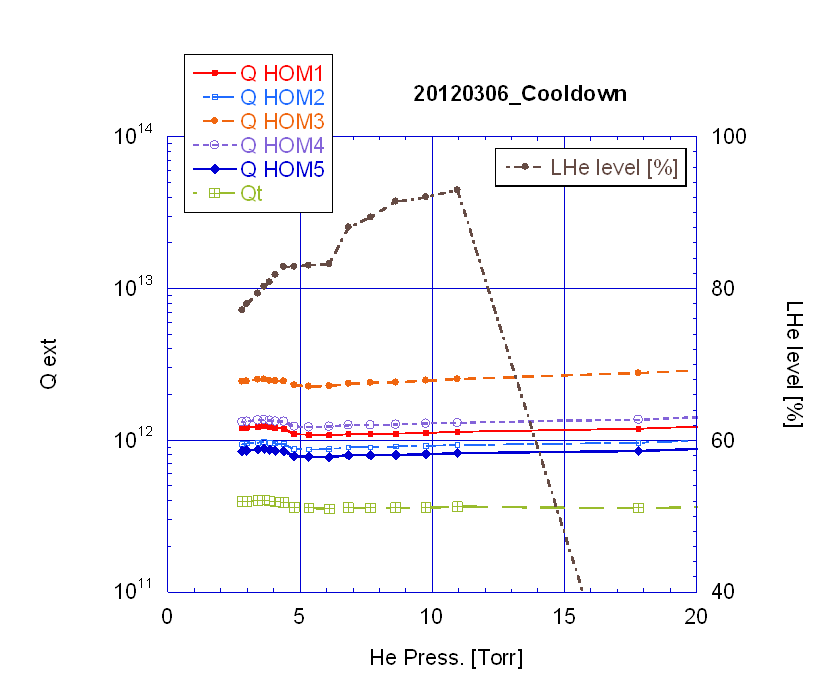 Q HOM1
Q HOM2
Q HOM3
Q HOM4
Q HOM5
Qt
20120306_Cooldown
LHe level [%]
10^14
10^13
10^12
10^11
Q ext
100
80
60
40
LHe level [%]
0 5 10 15 20
He Press. [Torr]